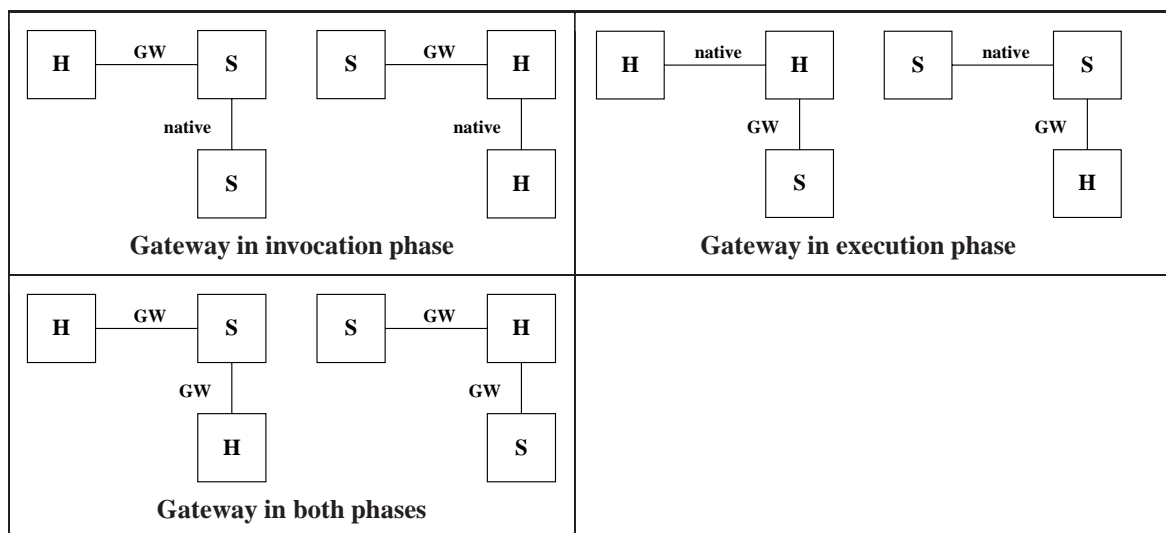 H GW S S GW H
native native
S H
Gateway in invocation phase
H native H S native S
GW GW
S H
Gateway in execution phase
H GW S S GW H
GW GW
H S
Gateway in both phases